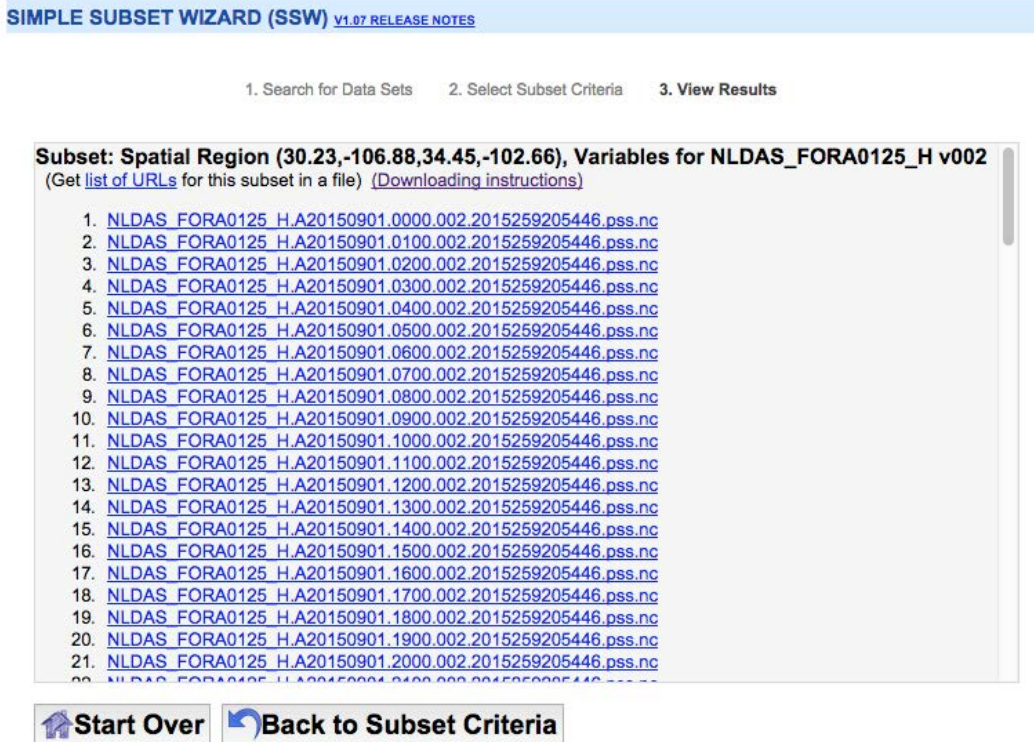 SIMPLE SUBSET WIZARD (SSW) V1.07 RELEASE NOTES
1. Search for Data Sets 2. Select Subset Criteria 3. View Results
Subset: Spatial Region (30.23,-106.88,34.45,-102.66), Variables for NLDAS_FORA0125_H v002
(Get list of URLs for this subset in a file) (Downloading instructions)
1. NLDAS_FORA0125_H.A20150901.0000.002.2015259205446.pss.nc
2. NLDAS_FORA0125_H.A20150901.0100.002.2015259205446.pss.nc
3. NLDAS_FORA0125_H.A20150901.0200.002.2015259205446.pss.nc
4. NLDAS_FORA0125_H.A20150901.0300.002.2015259205446.pss.nc
5. NLDAS_FORA0125_H.A20150901.0400.002.2015259205446.pss.nc
6. NLDAS_FORA0125_H.A20150901.0500.002.2015259205446.pss.nc
7. NLDAS_FORA0125_H.A20150901.0600.002.2015259205446.pss.nc
8. NLDAS_FORA0125_H.A20150901.0700.002.2015259205446.pss.nc
9. NLDAS_FORA0125_H.A20150901.0800.002.2015259205446.pss.nc
10. NLDAS_FORA0125_H.A20150901.0900.002.2015259205446.pss.nc
11. NLDAS_FORA0125_H.A20150901.1000.002.2015259205446.pss.nc
12. NLDAS_FORA0125_H.A20150901.1100.002.2015259205446.pss.nc
13. NLDAS_FORA0125_H.A20150901.1200.002.2015259205446.pss.nc
14. NLDAS_FORA0125_H.A20150901.1300.002.2015259205446.pss.nc
15. NLDAS_FORA0125_H.A20150901.1400.002.2015259205446.pss.nc
16. NLDAS_FORA0125_H.A20150901.1500.002.2015259205446.pss.nc
17. NLDAS_FORA0125_H.A20150901.1600.002.2015259205446.pss.nc
18. NLDAS_FORA0125_H.A20150901.1700.002.2015259205446.pss.nc
19. NLDAS_FORA0125_H.A20150901.1800.002.2015259205446.pss.nc
20. NLDAS_FORA0125_H.A20150901.1900.002.2015259205446.pss.nc
21. NLDAS_FORA0125_H.A20150901.2000.002.2015259205446.pss.nc
Start Over Back to Subset Criteria